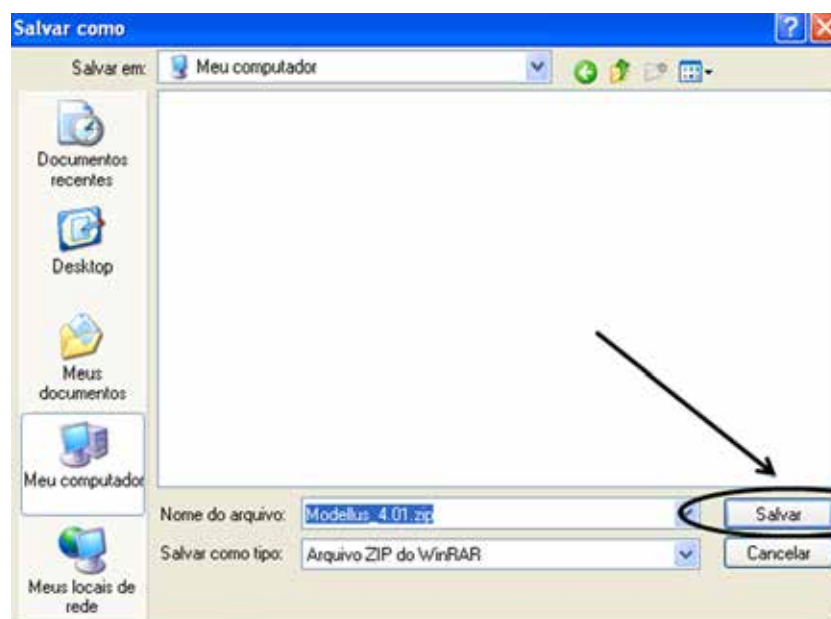 Salvar como
Salvar em: Meu computador
Documentos
recentes
Desktop
Meus
documentos
Meu computador
Meus locais de
rede
Nome do arquivo: Modellus_4.01.zip Salvar
Salvar como tipo: Arquivo ZIP do WinRAR Cancelar